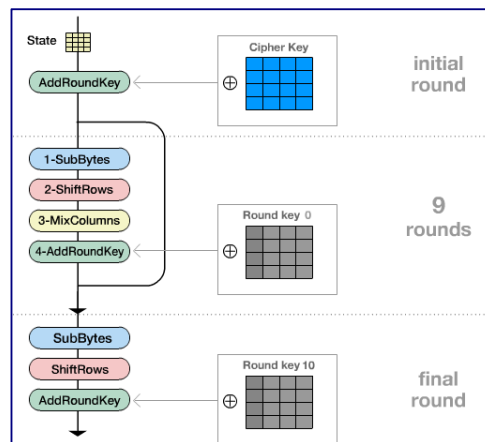 State
Cipher Key
AddRoundKey
initial
round
1-SubBytes
2-ShiftRows
3-MixColumns
4-AddRoundKey
Round key 0
9
rounds
SubBytes
ShiftRows
AddRoundKey
Round key 10
final
round